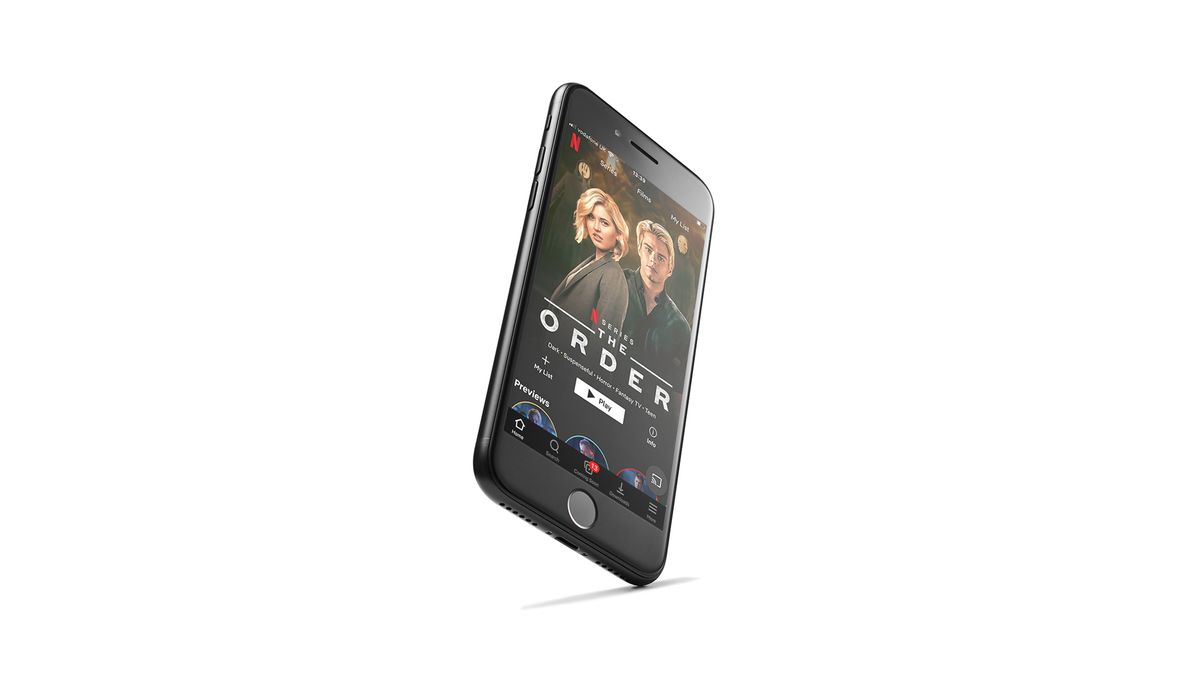 vodafone UK
13:39
N
Series
Films
My List
N SERIES
THE
ORDER
Dark • Suspenseful • Horror • Fantasy TV • Teen
My List
Play
Info
Previews
Home
Search
13
Coming Soon
Downloads
More